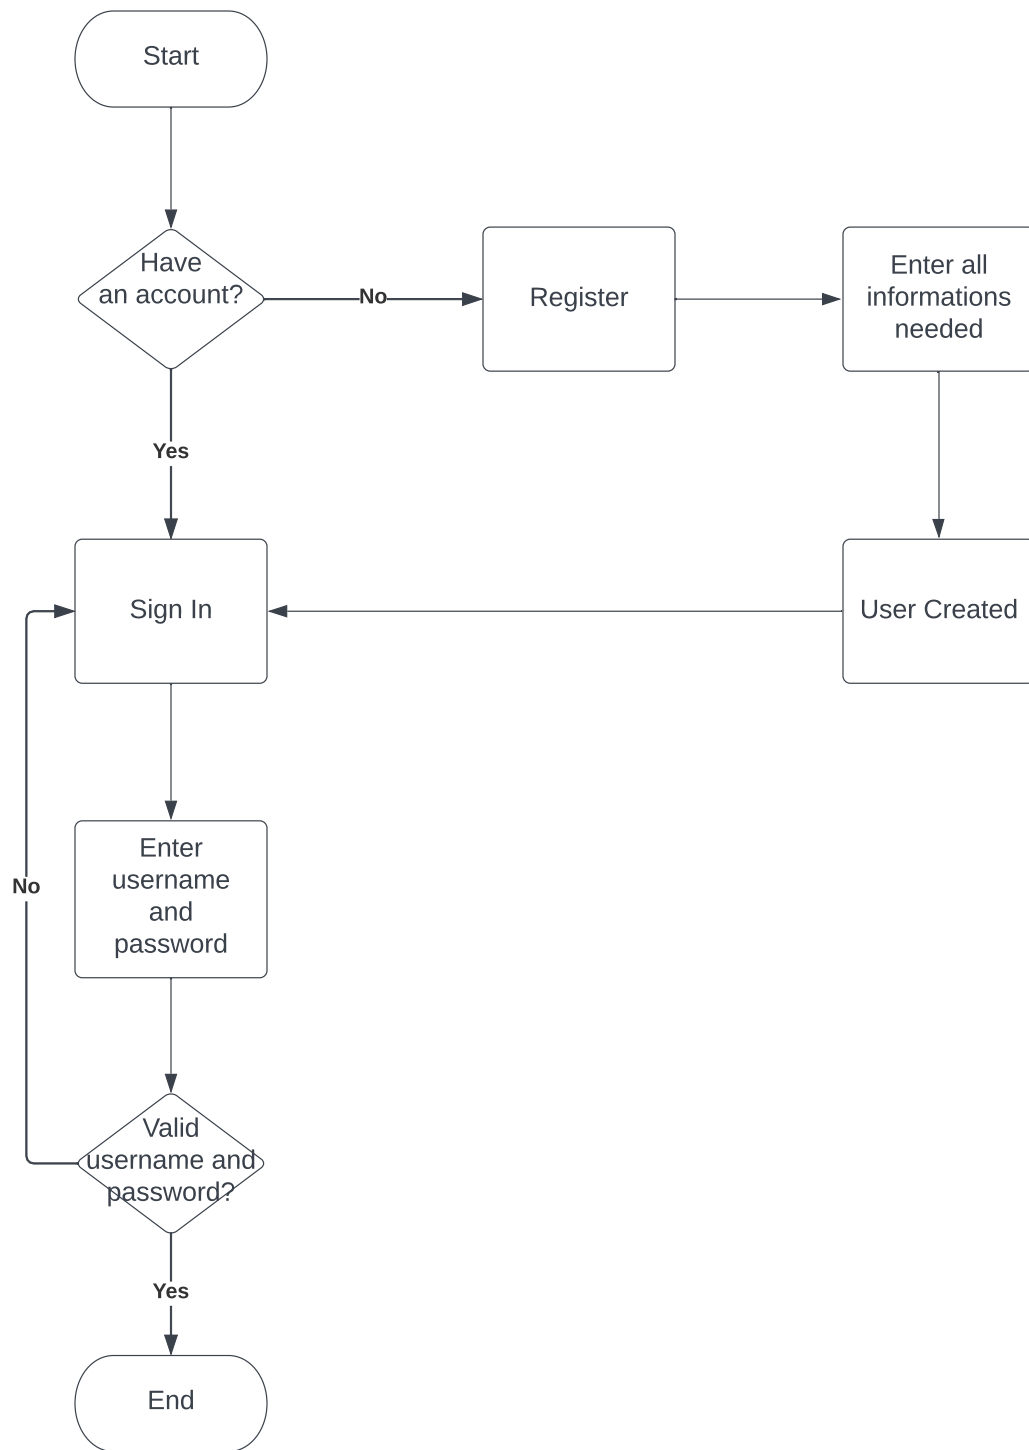 Start
Have
an account?
No
Register
Enter all
informations
needed
Yes
Sign In
User Created
Enter
username
and
password
No
Valid
username and
password?
Yes
End